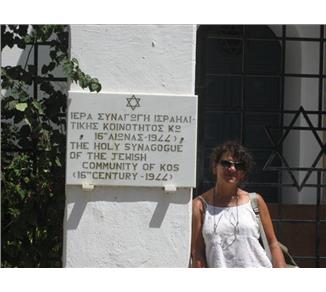 ΙΕΡΑ ΣΥΝΑΓΩΓΗ ΙΣΡΑΗΛΙ-
ΤΙΚΗΣ ΚΟΙΝΟΤΗΤΟΣ ΚΩ
( 16ος ΑΙΩΝΑΣ - 1944 )
THE HOLY SYNAGOGUE
OF THE JEWISH
COMMUNITY OF KOS
(16th CENTURY - 1944)